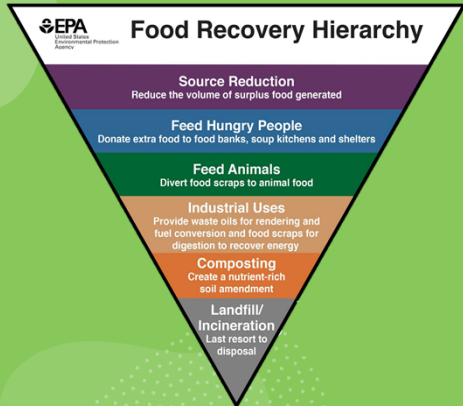 EPA
United States
Environmental Protection
Agency
Food Recovery Hierarchy
Source Reduction
Reduce the volume of surplus food generated
Feed Hungry People
Donate extra food to food banks, soup kitchens and shelters
Feed Animals
Divert food scraps to animal food
Industrial Uses
Provide waste oils for rendering and
fuel conversion and food scraps for
digestion to recover energy
Composting
Create a nutrient-rich
soil amendment
Landfill/
Incineration
Last resort to
disposal